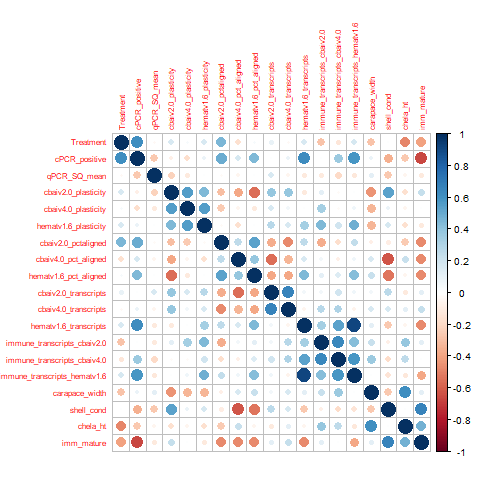 Treatment
cPCR_positive
qPCR_SQ_mean
cbaiv2.0_plasticity
cbaiv4.0_plasticity
hematv1.6_plasticity
cbaiv2.0_pctaligned
cbaiv4.0_pct_aligned
hematv1.6_pct_aligned
cbaiv2.0_transcripts
cbaiv4.0_transcripts
hematv1.6_transcripts
immune_transcripts_cbaiv2.0
immune_transcripts_cbaiv4.0
immune_transcripts_hematv1.6
carapace_width
shell_cond
chela_ht
imm_mature
Treatment
cPCR_positive
qPCR_SQ_mean
cbaiv2.0_plasticity
cbaiv4.0_plasticity
hematv1.6_plasticity
cbaiv2.0_pctaligned
cbaiv4.0_pct_aligned
hematv1.6_pct_aligned
cbaiv2.0_transcripts
cbaiv4.0_transcripts
hematv1.6_transcripts
immune_transcripts_cbaiv2.0
immune_transcripts_cbaiv4.0
mmune_transcripts_hematv1.6
carapace_width
shell_cond
chela_ht
imm_mature
1
0.8
0.6
0.4
0.2
0
-0.2
-0.4
-0.6
-0.8
-1